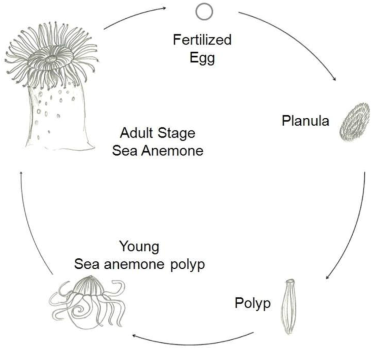 Fertilized
Egg
Planula
Adult Stage
Sea Anemone
Young
Sea anemone polyp
Polyp